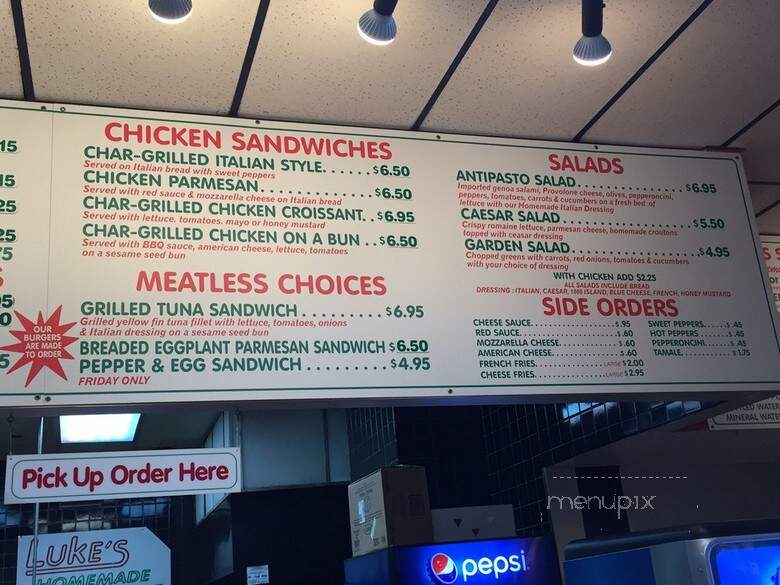 15
15
25
25
75
CHICKEN SANDWICHES
CHAR-GRILLED ITALIAN STYLE......$6.50
Served on Italian bread with sweet peppers
CHICKEN PARMESAN..............$6.50
Served with red sauce & mozzarella cheese on Italian bread
CHAR-GRILLED CHICKEN CROISSANT..$6.95
Served with lettuce, tomatoes, mayo or honey mustard
CHAR-GRILLED CHICKEN ON A BUN..$6.50
Served with BBQ sauce, american cheese, lettuce, tomatoes
on a sesame seed bun
MEATLESS CHOICES
GRILLED TUNA SANDWICH.........$6.95
Grilled yellow fin tuna fillet with lettuce, tomatoes, onions
& Italian dressing on a sesame seed bun
BREADED EGGPLANT PARMESAN SANDWICH $6.50
PEPPER & EGG SANDWICH.........$4.95
FRIDAY ONLY
OUR
BURGERS
ARE MADE
TO ORDER
SALADS
ANTIPASTO SALAD...............$6.95
Imported genoa salami, Provolone cheese, olives, pepperoncini,
peppers, tomatoes, carrots & cucumbers on a fresh bed of
lettuce with our Homemade Italian Dressing
CAESAR SALAD..................$5.50
Crispy romaine lettuce, parmesan cheese, homemade croutons
topped with ceasar dressing
GARDEN SALAD..................$4.95
Chopped greens with carrots, red onions, tomatoes & cucumbers
with your choice of dressing
WITH CHICKEN ADD $2.25
ALL SALADS INCLUDE BREAD
DRESSING: ITALIAN, CAESAR, 1000 ISLAND, BLUE CHEESE, FRENCH, HONEY MUSTARD
SIDE ORDERS
CHEESE SAUCE..................$.95
RED SAUCE.....................$.60
MOZZARELLA CHEESE.............$.60
AMERICAN CHEESE...............$.60
FRENCH FRIES............LARGE $2.00
CHEESE FRIES............LARGE $2.95
SWEET PEPPERS.......$.45
HOT PEPPERS.........$.45
PEPPERONCINI........$.45
TAMALE..............$1.75
MINERAL WATER
Pick Up Order Here
LUKE'S
HOMEMADE
pepsi
menupix